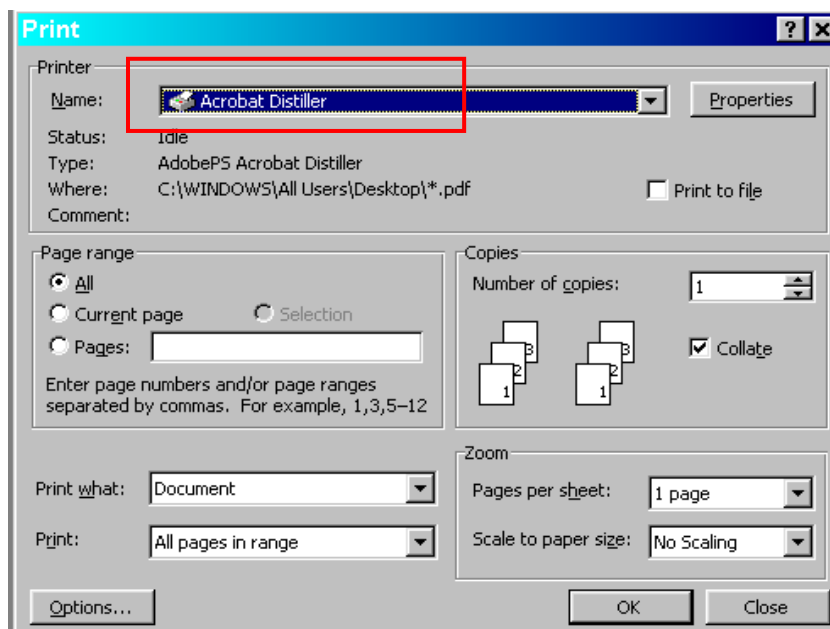 Print
Printer
Name: Acrobat Distiller Properties
Status: Idle
Type: AdobePS Acrobat Distiller
Where: C:\WINDOWS\All Users\Desktop\*.pdf Print to file
Comment:
Page range
All
Current page Selection
Pages:
Enter page numbers and/or page ranges
separated by commas. For example, 1,3,5–12
Copies
Number of copies: 1
3 3
2 2
1 1
Collate
Print what: Document
Print: All pages in range
Zoom
Pages per sheet: 1 page
Scale to paper size: No Scaling
Options... OK Close